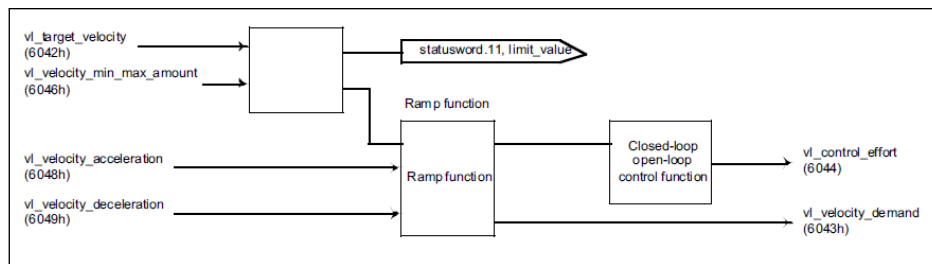 vl_target_velocity
(6042h)
vl_velocity_min_max_amount
(6046h)
statusword.11, limit_value
Ramp function
vl_velocity_acceleration
(6048h)
vl_velocity_deceleration
(6049h)
Ramp function
Closed-loop
open-loop
control function
vl_control_effort
(6044)
vl_velocity_demand
(6043h)